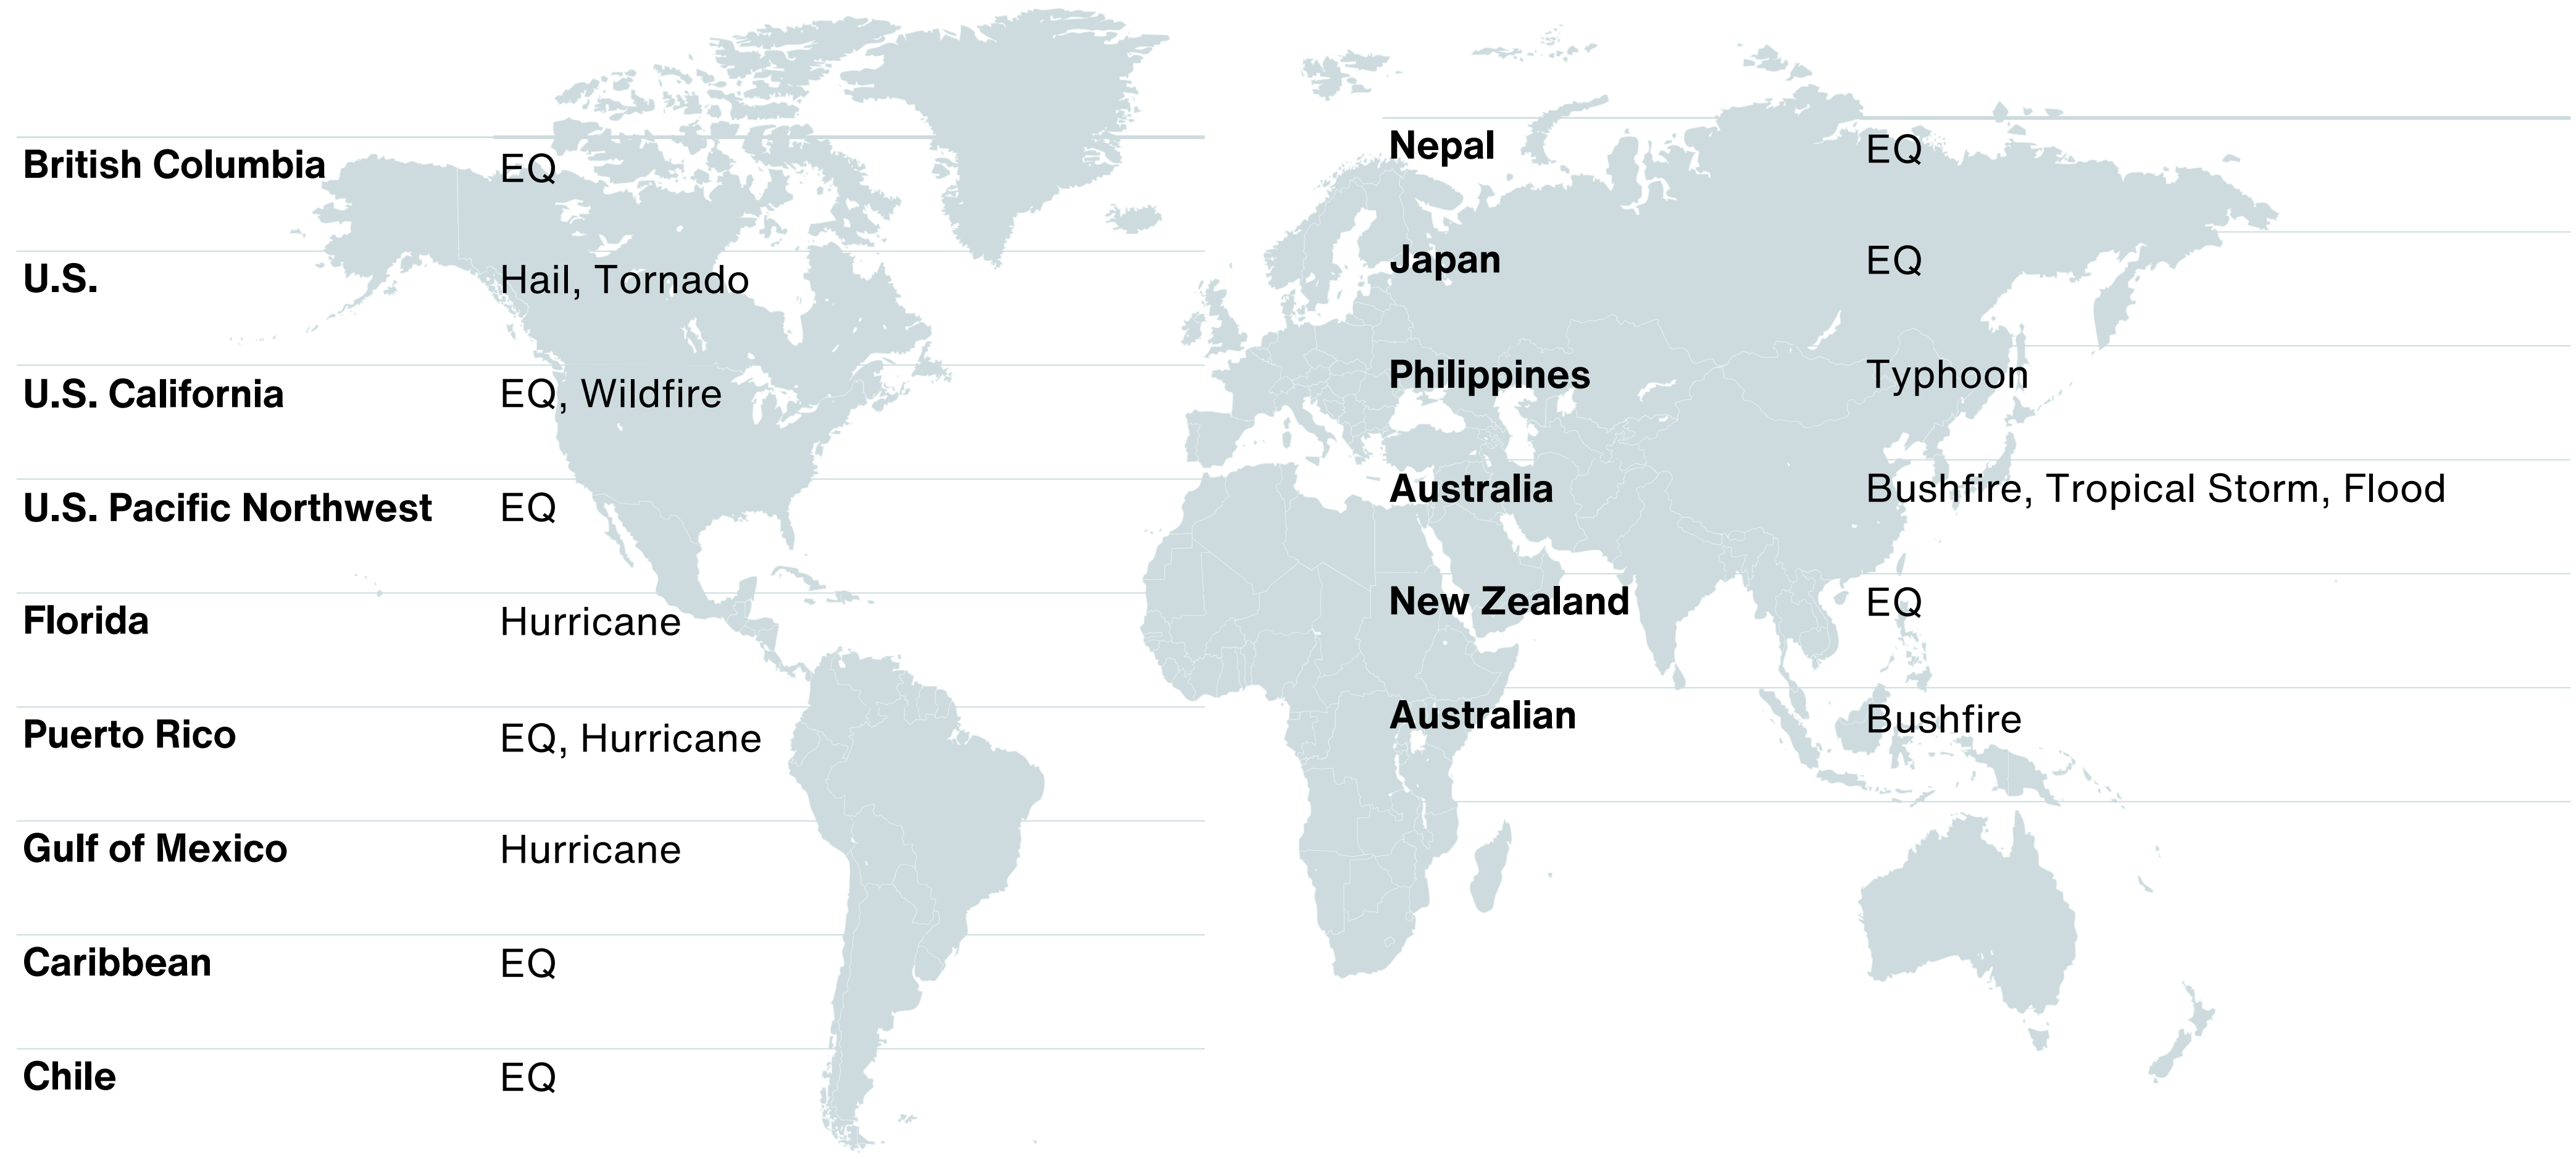 British Columbia EQ
U.S. Hail, Tornado
U.S. California EQ, Wildfire
U.S. Pacific Northwest EQ
Florida Hurricane
Puerto Rico EQ, Hurricane
Gulf of Mexico Hurricane
Caribbean EQ
Chile EQ
Nepal EQ
Japan EQ
Philippines Typhoon
Australia Bushfire, Tropical Storm, Flood
New Zealand EQ
Australian Bushfire